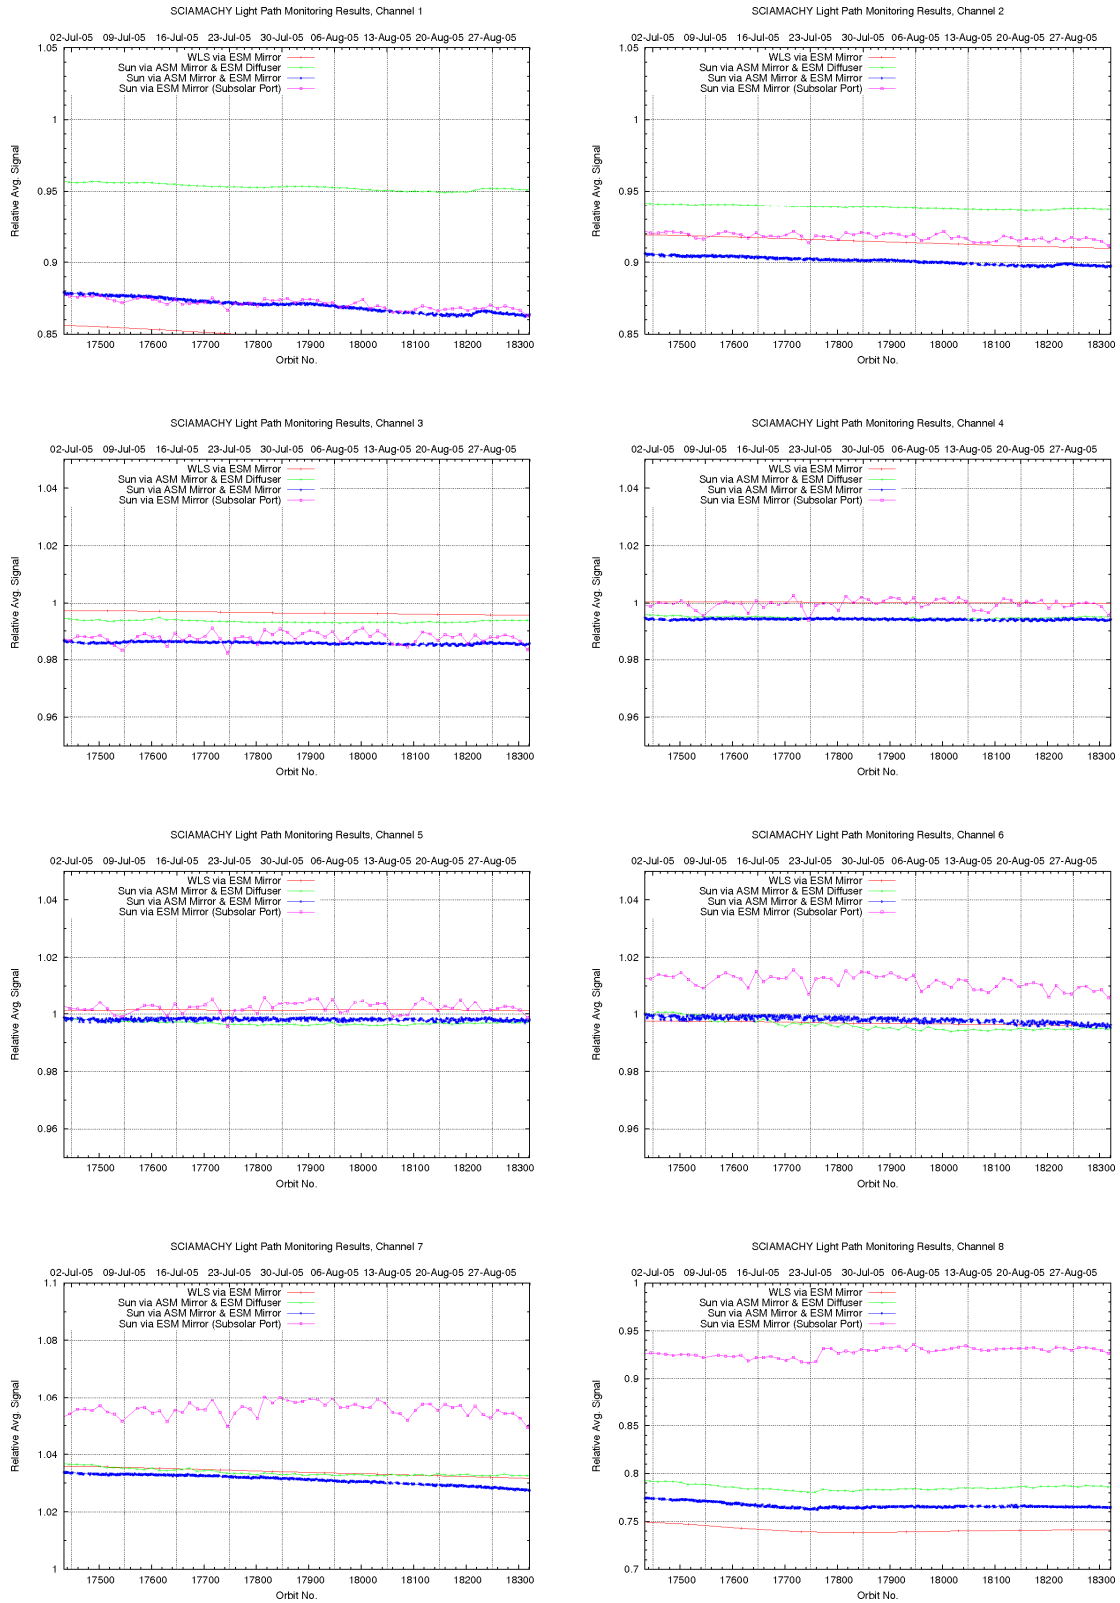 SCIAMACHY Light Path Monitoring Results, Channel 1
02-Jul-05 09-Jul-05 16-Jul-05 23-Jul-05 30-Jul-05 06-Aug-05 13-Aug-05 20-Aug-05 27-Aug-05
WLS via ESM Mirror
Sun via ASM Mirror & ESM Diffuser
Sun via ASM Mirror & ESM Mirror
Sun via ESM Mirror (Subsolar Port)
1.05
1
0.95
0.9
0.85
Relative Avg. Signal
17500 17600 17700 17800 17900 18000 18100 18200 18300
Orbit No.
SCIAMACHY Light Path Monitoring Results, Channel 2
02-Jul-05 09-Jul-05 16-Jul-05 23-Jul-05 30-Jul-05 06-Aug-05 13-Aug-05 20-Aug-05 27-Aug-05
WLS via ESM Mirror
Sun via ASM Mirror & ESM Diffuser
Sun via ASM Mirror & ESM Mirror
Sun via ESM Mirror (Subsolar Port)
1.05
1
0.95
0.9
0.85
Relative Avg. Signal
17500 17600 17700 17800 17900 18000 18100 18200 18300
Orbit No.
SCIAMACHY Light Path Monitoring Results, Channel 3
02-Jul-05 09-Jul-05 16-Jul-05 23-Jul-05 30-Jul-05 06-Aug-05 13-Aug-05 20-Aug-05 27-Aug-05
WLS via ESM Mirror
Sun via ASM Mirror & ESM Diffuser
Sun via ASM Mirror & ESM Mirror
Sun via ESM Mirror (Subsolar Port)
1.04
1.02
1
0.98
0.96
Relative Avg. Signal
17500 17600 17700 17800 17900 18000 18100 18200 18300
Orbit No.
SCIAMACHY Light Path Monitoring Results, Channel 4
02-Jul-05 09-Jul-05 16-Jul-05 23-Jul-05 30-Jul-05 06-Aug-05 13-Aug-05 20-Aug-05 27-Aug-05
WLS via ESM Mirror
Sun via ASM Mirror & ESM Diffuser
Sun via ASM Mirror & ESM Mirror
Sun via ESM Mirror (Subsolar Port)
1.04
1.02
1
0.98
0.96
Relative Avg. Signal
17500 17600 17700 17800 17900 18000 18100 18200 18300
Orbit No.
SCIAMACHY Light Path Monitoring Results, Channel 5
02-Jul-05 09-Jul-05 16-Jul-05 23-Jul-05 30-Jul-05 06-Aug-05 13-Aug-05 20-Aug-05 27-Aug-05
WLS via ESM Mirror
Sun via ASM Mirror & ESM Diffuser
Sun via ASM Mirror & ESM Mirror
Sun via ESM Mirror (Subsolar Port)
1.04
1.02
1
0.98
0.96
Relative Avg. Signal
17500 17600 17700 17800 17900 18000 18100 18200 18300
Orbit No.
SCIAMACHY Light Path Monitoring Results, Channel 6
02-Jul-05 09-Jul-05 16-Jul-05 23-Jul-05 30-Jul-05 06-Aug-05 13-Aug-05 20-Aug-05 27-Aug-05
WLS via ESM Mirror
Sun via ASM Mirror & ESM Diffuser
Sun via ASM Mirror & ESM Mirror
Sun via ESM Mirror (Subsolar Port)
1.04
1.02
1
0.98
0.96
Relative Avg. Signal
17500 17600 17700 17800 17900 18000 18100 18200 18300
Orbit No.
SCIAMACHY Light Path Monitoring Results, Channel 7
02-Jul-05 09-Jul-05 16-Jul-05 23-Jul-05 30-Jul-05 06-Aug-05 13-Aug-05 20-Aug-05 27-Aug-05
WLS via ESM Mirror
Sun via ASM Mirror & ESM Diffuser
Sun via ASM Mirror & ESM Mirror
Sun via ESM Mirror (Subsolar Port)
1.1
1.08
1.06
1.04
1.02
1
Relative Avg. Signal
17500 17600 17700 17800 17900 18000 18100 18200 18300
Orbit No.
SCIAMACHY Light Path Monitoring Results, Channel 8
02-Jul-05 09-Jul-05 16-Jul-05 23-Jul-05 30-Jul-05 06-Aug-05 13-Aug-05 20-Aug-05 27-Aug-05
WLS via ESM Mirror
Sun via ASM Mirror & ESM Diffuser
Sun via ASM Mirror & ESM Mirror
Sun via ESM Mirror (Subsolar Port)
1
0.95
0.9
0.85
0.8
0.75
0.7
Relative Avg. Signal
17500 17600 17700 17800 17900 18000 18100 18200 18300
Orbit No.